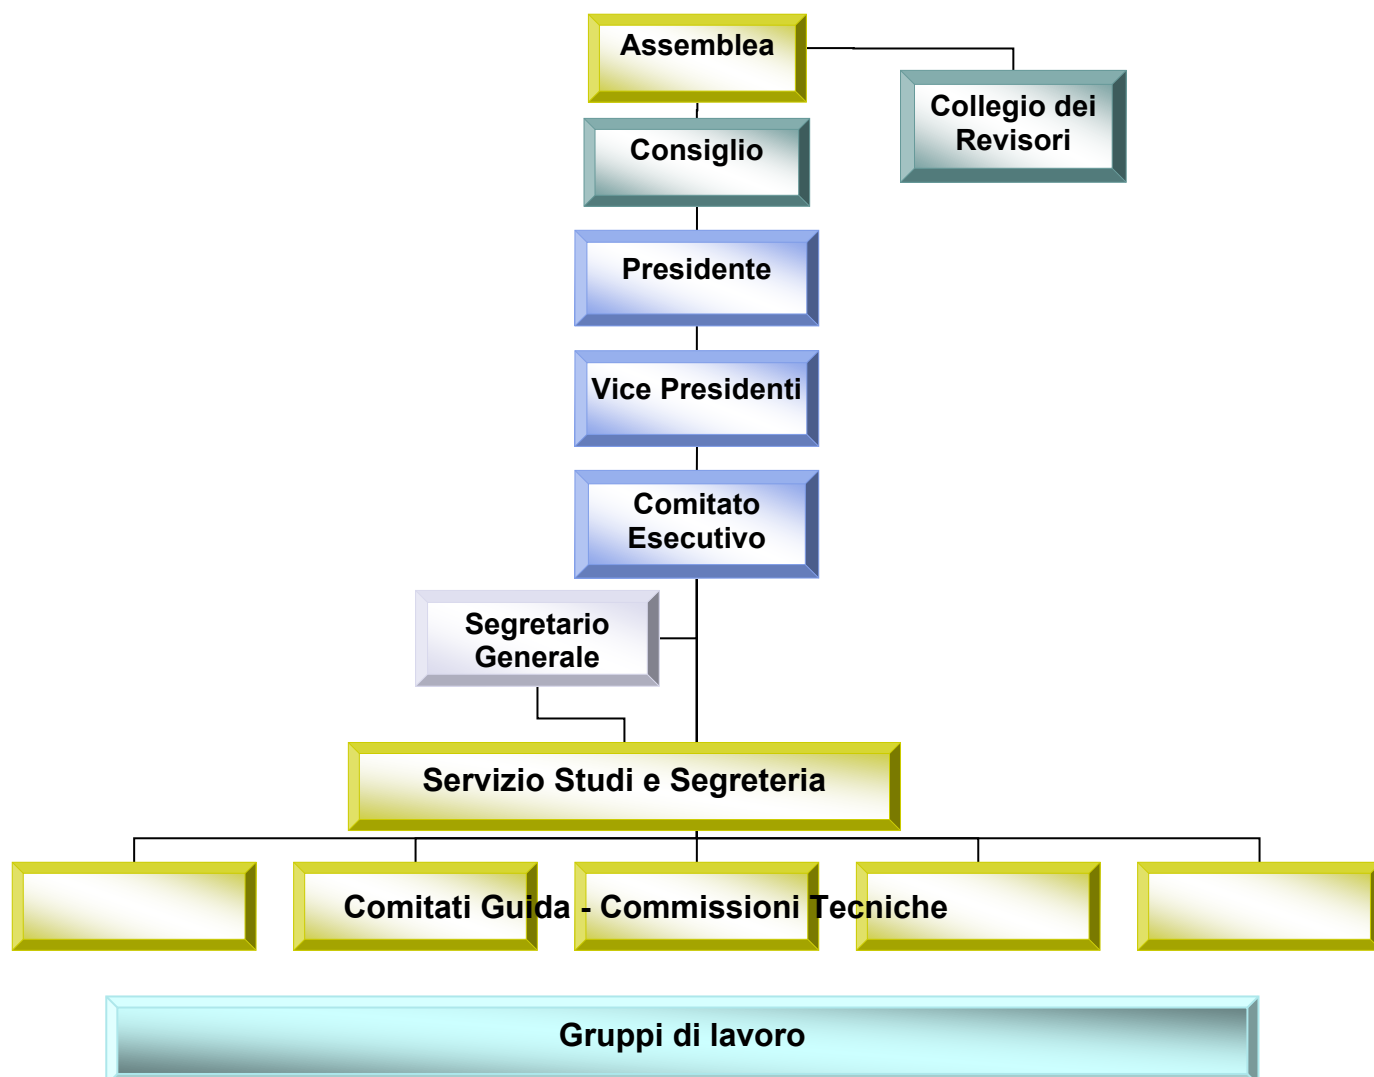 Assemblea
Collegio dei
Revisori
Consiglio
Presidente
Vice Presidenti
Comitato
Esecutivo
Segretario
Generale
Servizio Studi e Segreteria
Comitati Guida - Commissioni Tecniche
Gruppi di lavoro